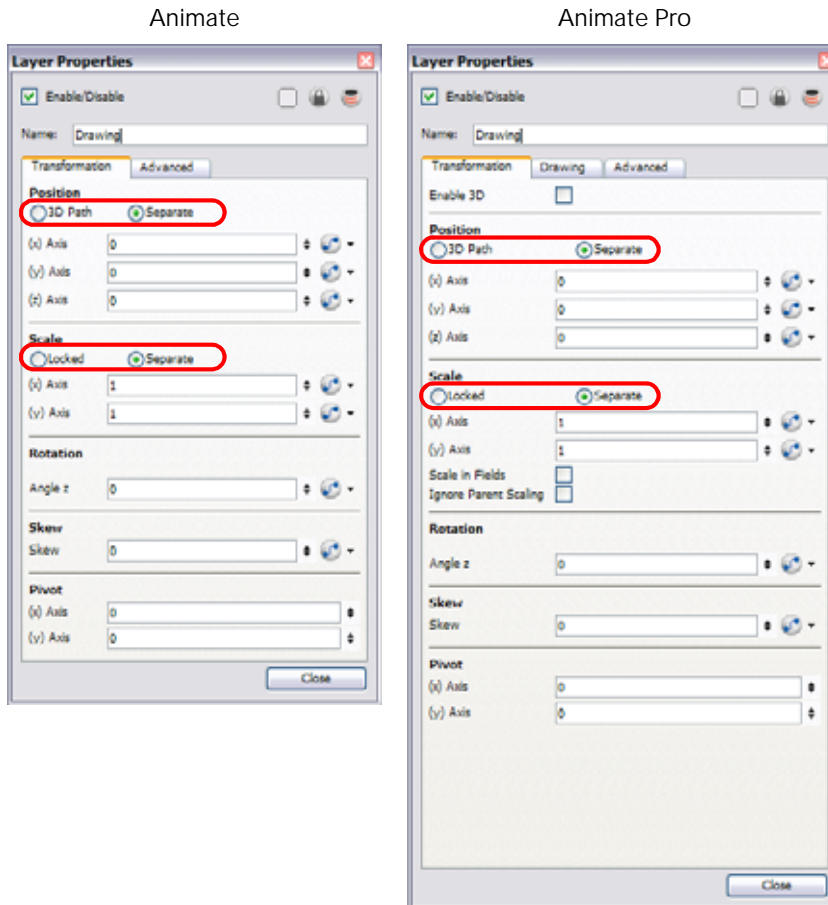 Animate
Layer Properties
Enable/Disable
Name: Drawing
Transformation Advanced
Position
3D Path Separate
(x) Axis 0
(y) Axis 0
(z) Axis 0
Scale
Locked Separate
(x) Axis 1
(y) Axis 1
Rotation
Angle z 0
Skew
Skew 0
Pivot
(x) Axis 0
(y) Axis 0
Close
Animate Pro
Layer Properties
Enable/Disable
Name: Drawing
Transformation Drawing Advanced
Enable 3D
Position
3D Path Separate
(x) Axis 0
(y) Axis 0
(z) Axis 0
Scale
Locked Separate
(x) Axis 1
(y) Axis 1
Scale in Fields
Ignore Parent Scaling
Rotation
Angle z 0
Skew
Skew 0
Pivot
(x) Axis 0
(y) Axis 0
Close